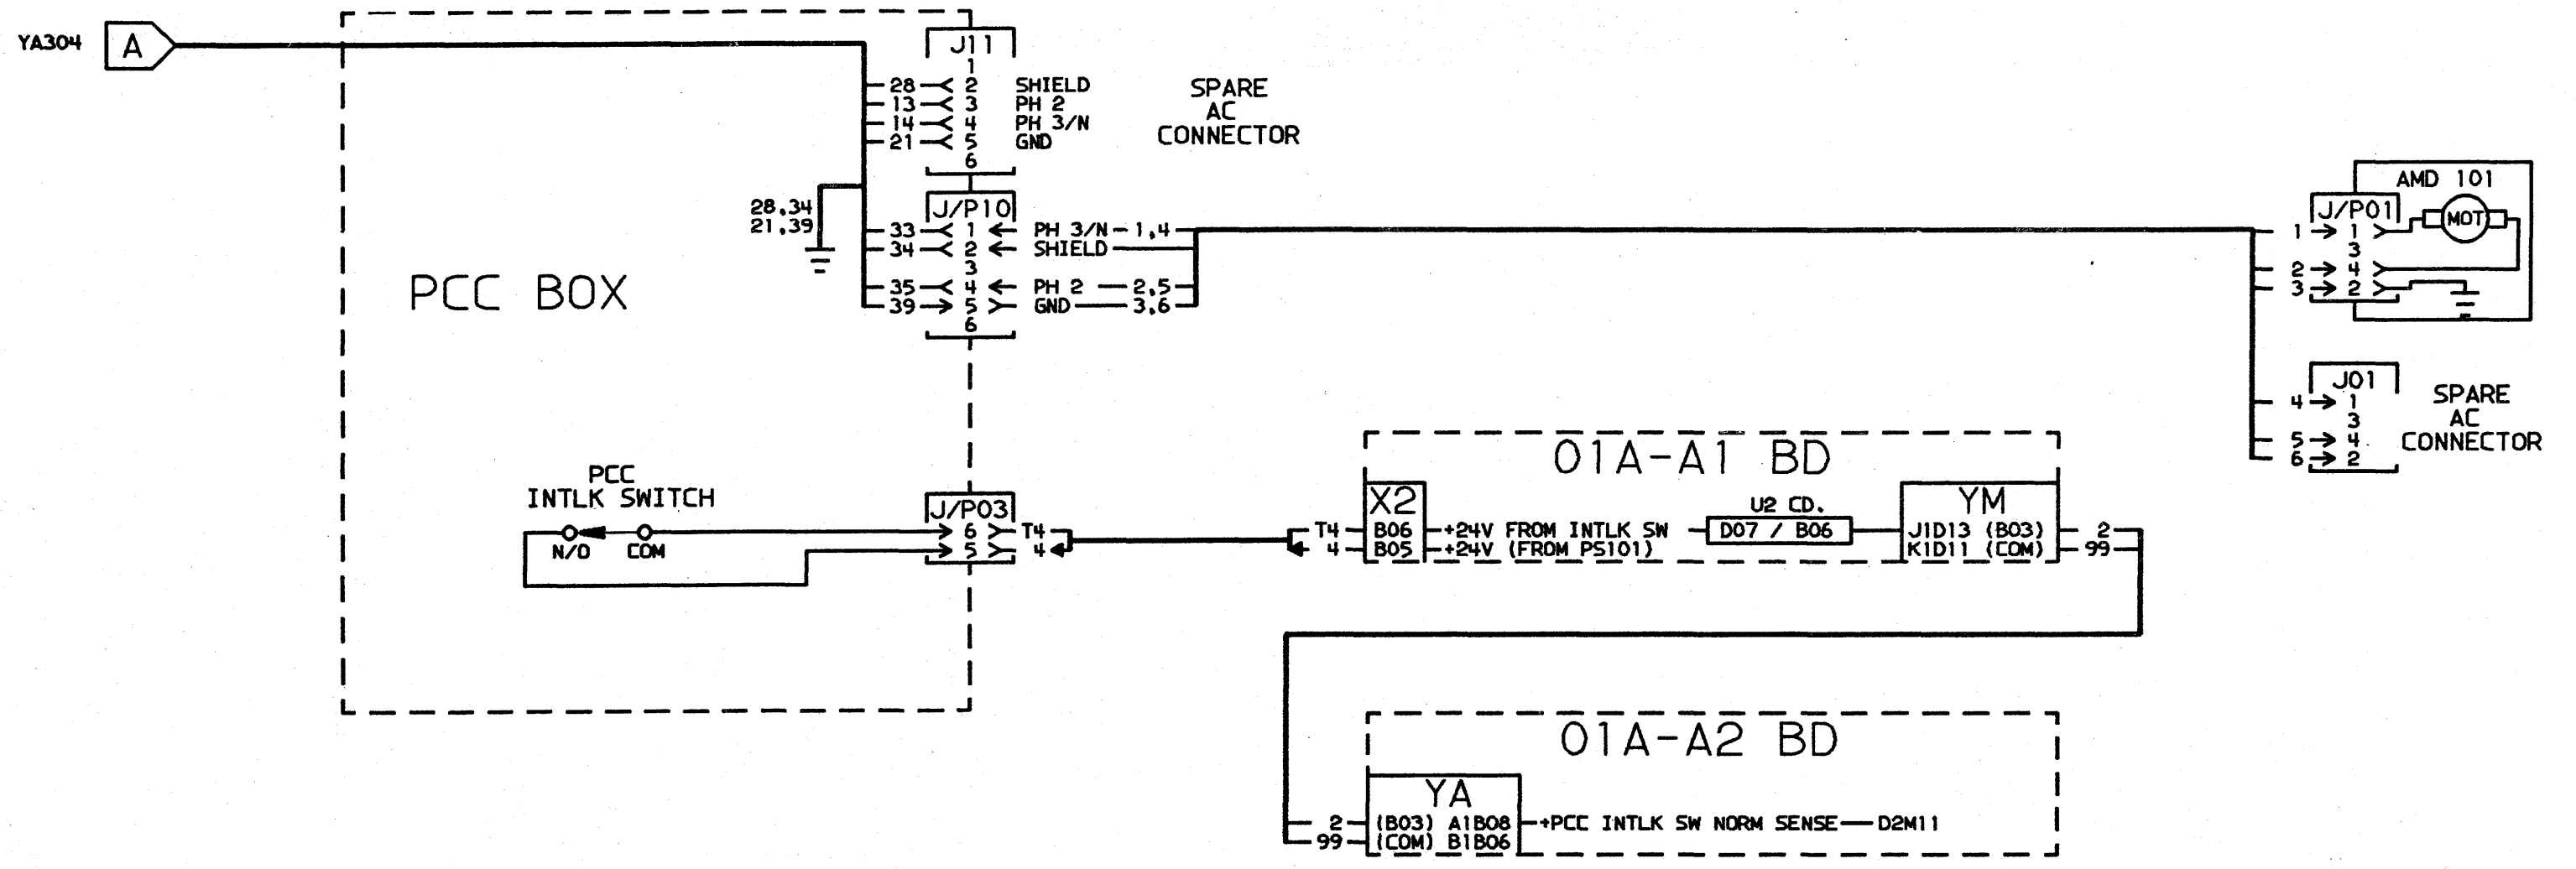 YA304
A
J11
1
28 2 SHIELD
13 3 PH 2
14 4 PH 3/N
21 5 GND
6
SPARE
AC
CONNECTOR
28,34
21,39
J/P10
33 1 PH 3/N 1,4
34 2 SHIELD
3
35 4 PH 2 2,5
39 5 GND 3,6
6
PCC BOX
AMD 101
J/P01
MOT
1 1
3
2 4
3 2
J01
4 1
3
5 4
6 2
SPARE
AC
CONNECTOR
PCC
INTLK SWITCH
N/O COM
J/P03
6 T4
5 4
01A-A1 BD
X2
T4 B06 +24V FROM INTLK SW
4 B05 +24V (FROM PS101)
U2 CD.
D07 / B06
YM
J1D13 (B03) 2
K1D11 (COM) 99
01A-A2 BD
YA
2 (B03) A1B08 +PCC INTLK SW NORM SENSE D2M11
99 (COM) B1B06